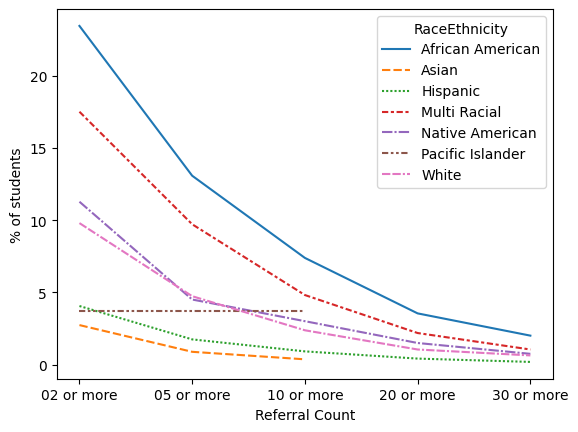 RaceEthnicity
African American
Asian
Hispanic
Multi Racial
Native American
Pacific Islander
White
% of students
20
15
10
5
0
02 or more 05 or more 10 or more 20 or more 30 or more
Referral Count